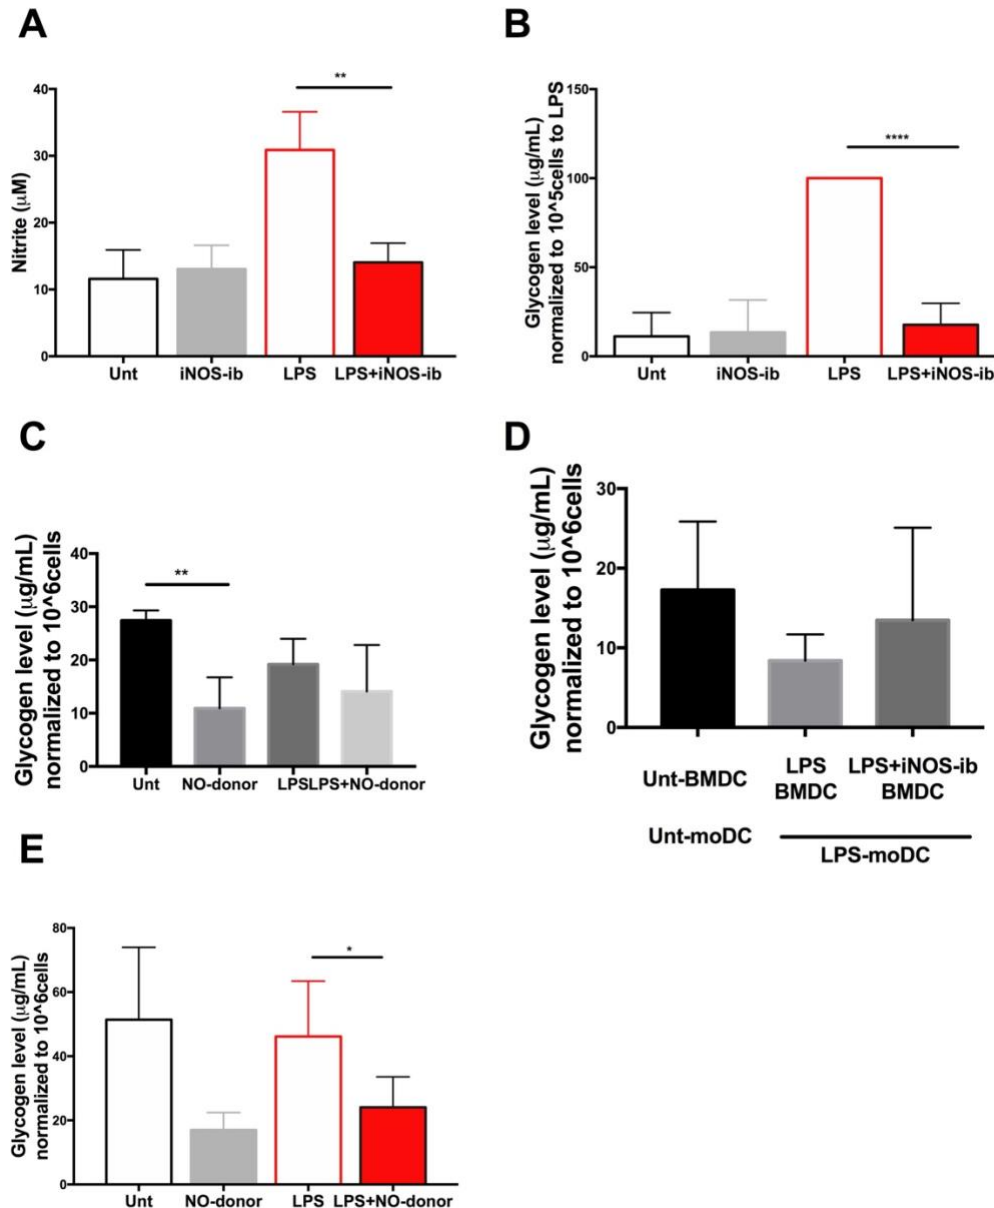 A
Nitrite (μM)
40
30
20
10
0
**
Unt iNOS-ib LPS LPS+iNOS-ib
B
Glycogen level (μg/mL)
normalized to 10^5cells to LPS
150
100
50
0
****
Unt iNOS-ib LPS LPS+iNOS-ib
C
Glycogen level (μg/mL)
normalized to 10^6cells
40
30
20
10
0
**
Unt NO-donor LPSLPS+NO-donor
D
Glycogen level (μg/mL)
normalized to 10^6cells
30
20
10
0
Unt-BMDC LPS LPS+iNOS-ib
BMDC BMDC
Unt-moDC LPS-moDC
E
Glycogen level (μg/mL)
normalized to 10^6cells
80
60
40
20
0
*
Unt NO-donor LPS LPS+NO-donor